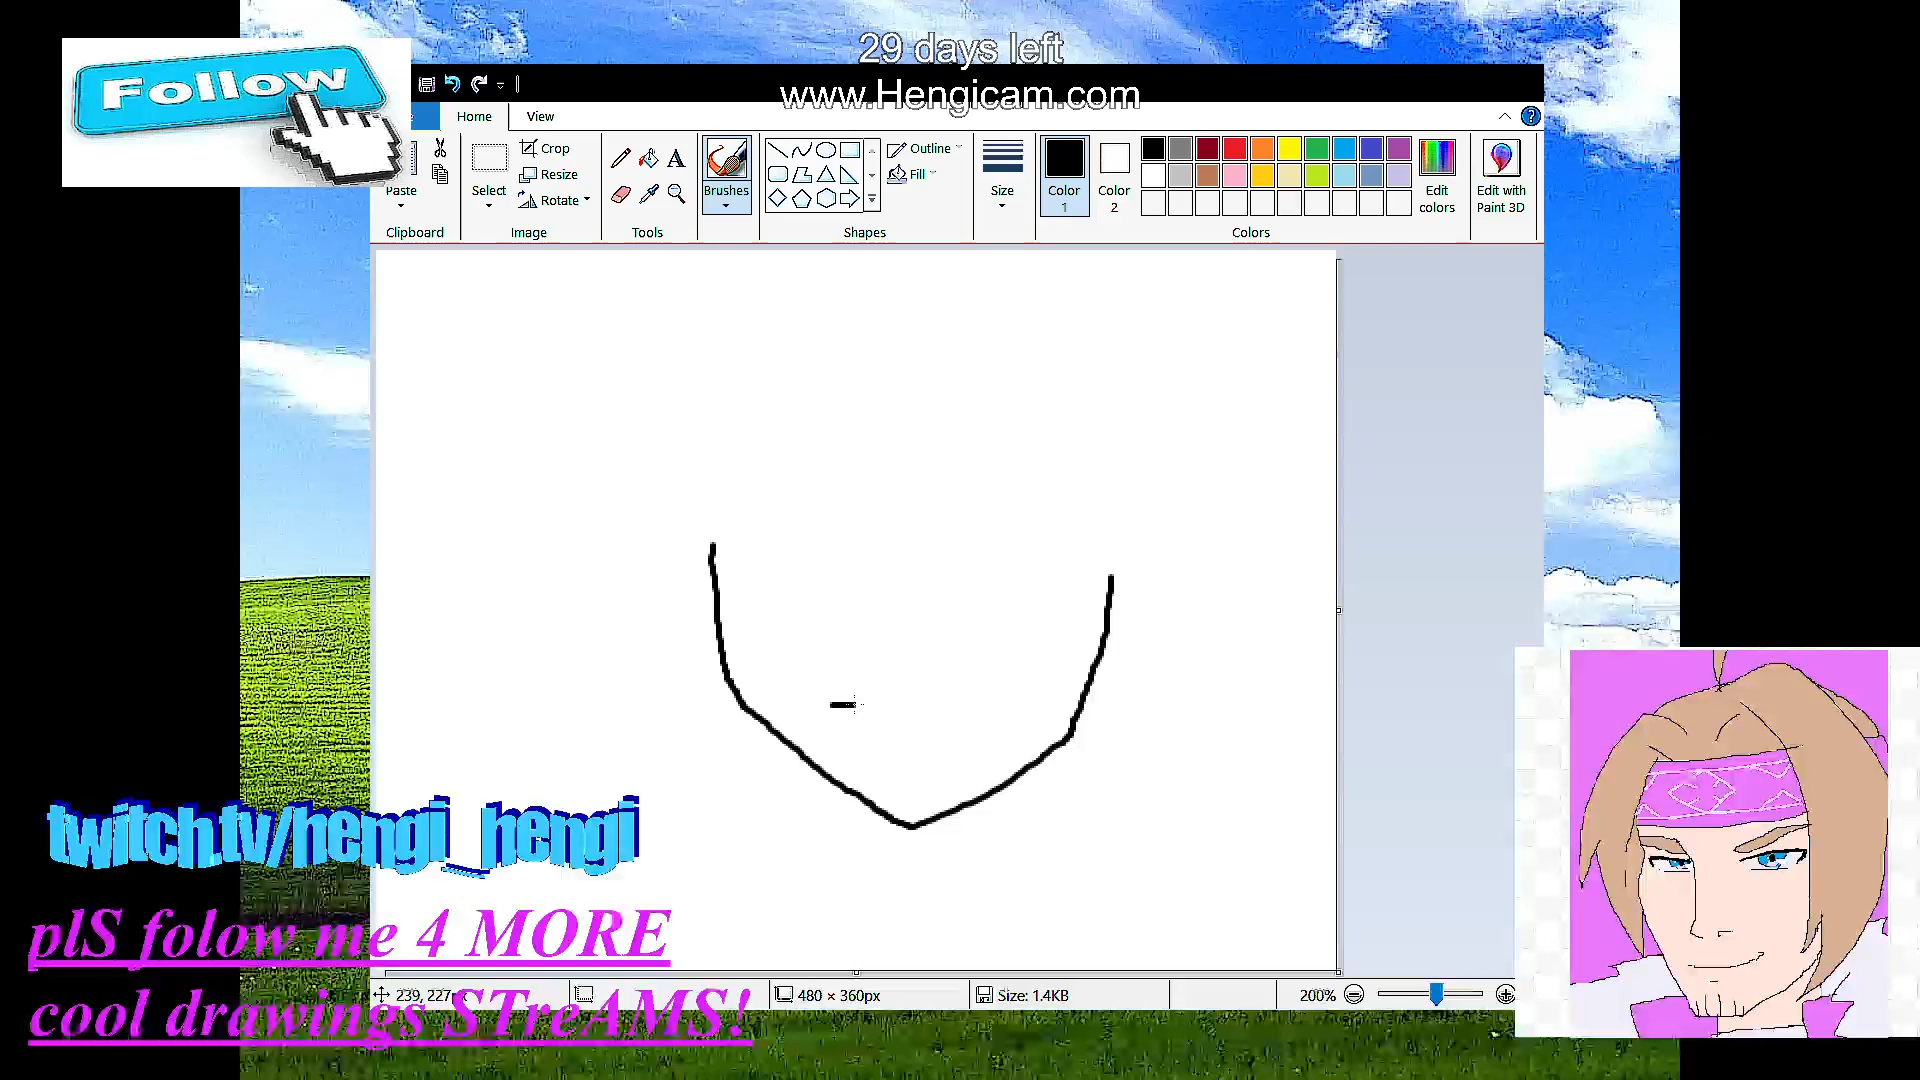 29 days left
www.Hengicam.com
Follow
Home View
Crop
Resize
Rotate
Paste
Select
Brushes
Outline
Fill
Size
Color 1
Color 2
Edit colors
Edit with Paint 3D
Clipboard
Image
Tools
Shapes
Colors
twitch.tv/hengi_hengi
plS folow me 4 MORE
cool drawings STreAMS!
239, 227
480 × 360px
Size: 1.4KB
200%